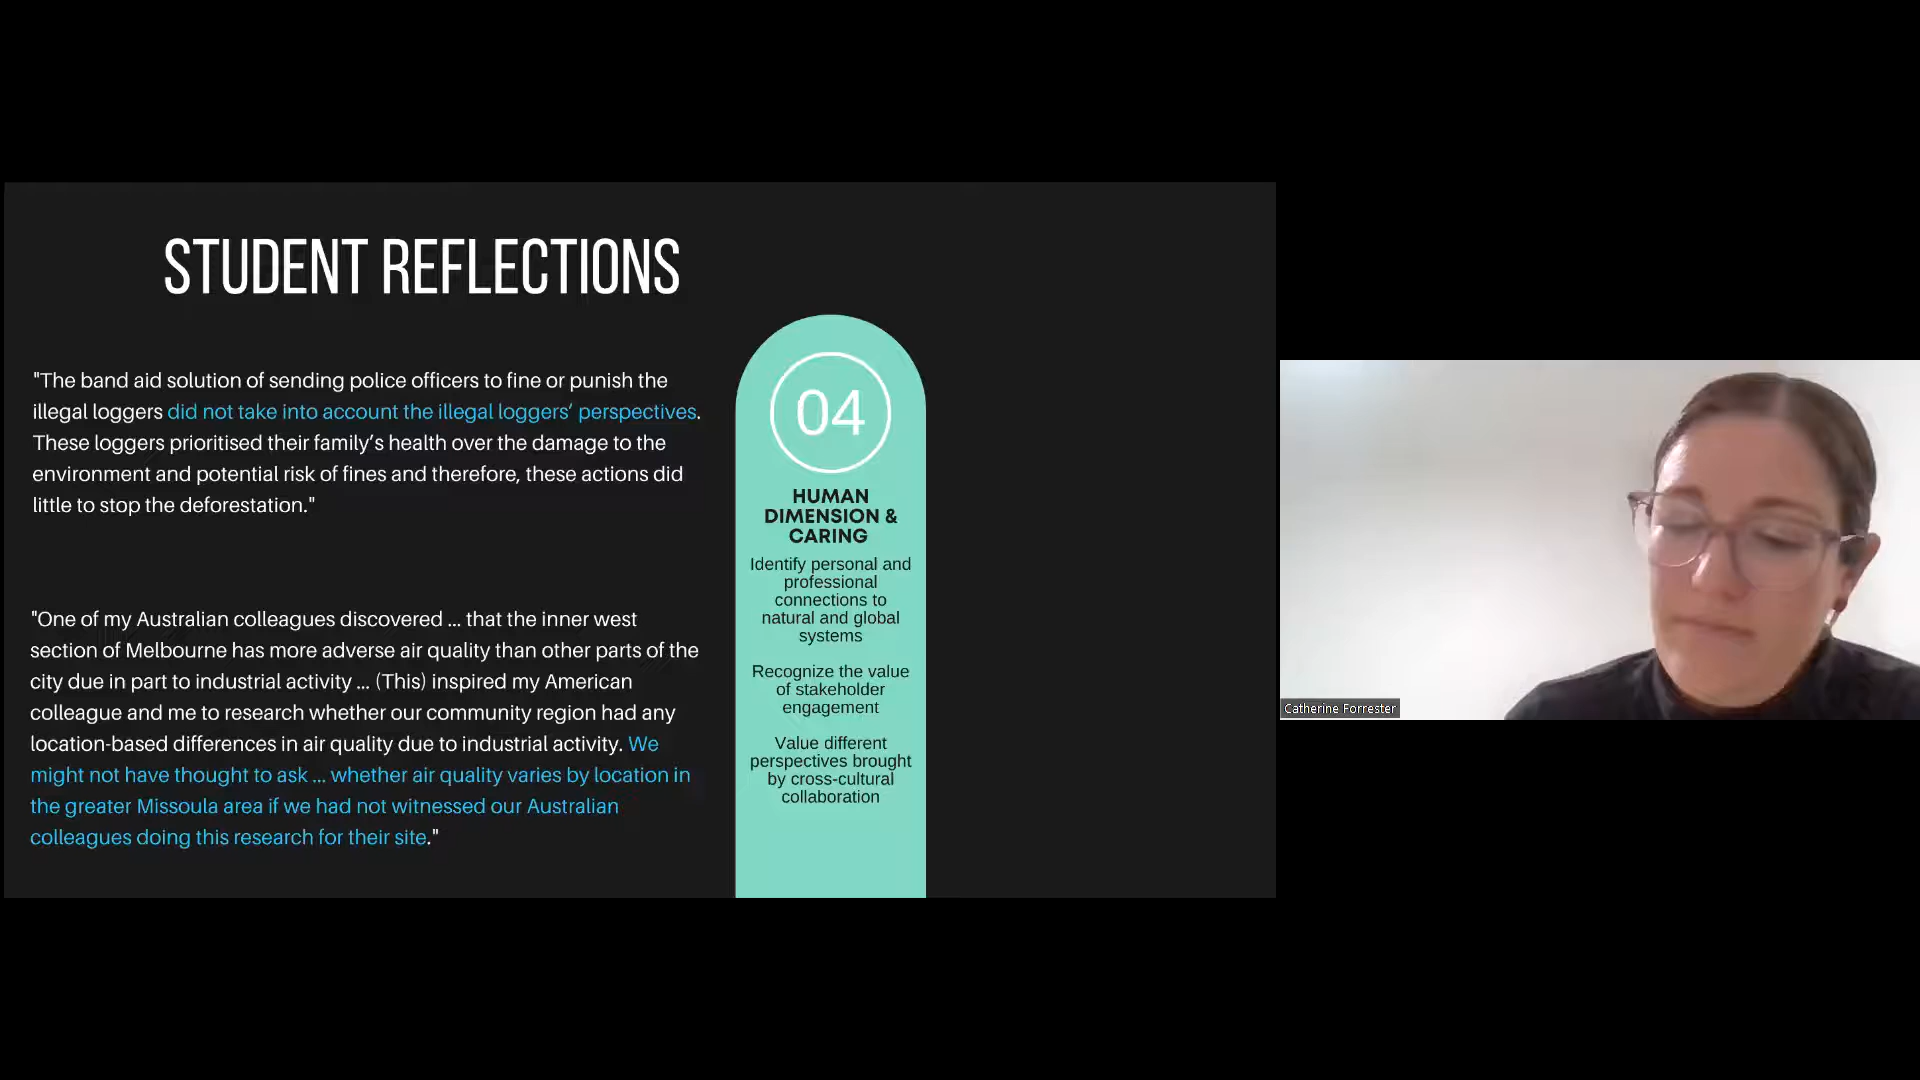 STUDENT REFLECTIONS
"The band aid solution of sending police officers to fine or punish the
illegal loggers did not take into account the illegal loggers’ perspectives.
These loggers prioritised their family’s health over the damage to the
environment and potential risk of fines and therefore, these actions did
little to stop the deforestation."
"One of my Australian colleagues discovered ... that the inner west
section of Melbourne has more adverse air quality than other parts of the
city due in part to industrial activity ... (This) inspired my American
colleague and me to research whether our community region had any
location-based differences in air quality due to industrial activity. We
might not have thought to ask ... whether air quality varies by location in
the greater Missoula area if we had not witnessed our Australian
colleagues doing this research for their site."
04
HUMAN
DIMENSION &
CARING
Identify personal and
professional
connections to
natural and global
systems
Recognize the value
of stakeholder
engagement
Value different
perspectives brought
by cross-cultural
collaboration
Catherine Forrester